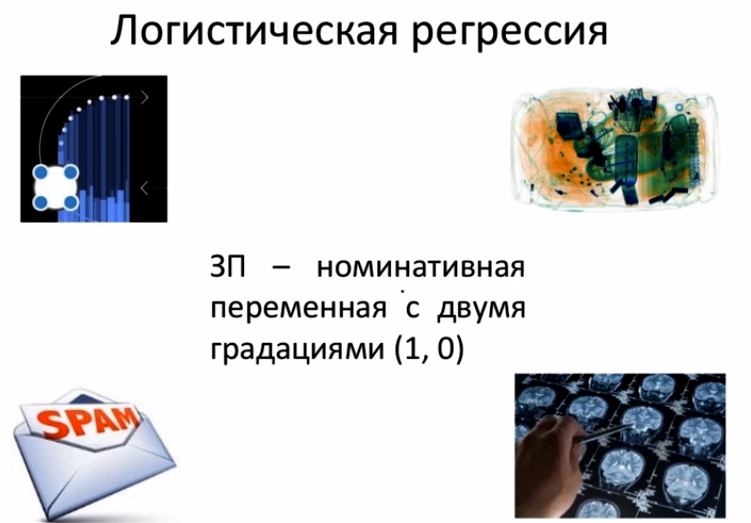 Логистическая регрессия
ЗП – номинативная
переменная с двумя
градациями (1, 0)
SPAM